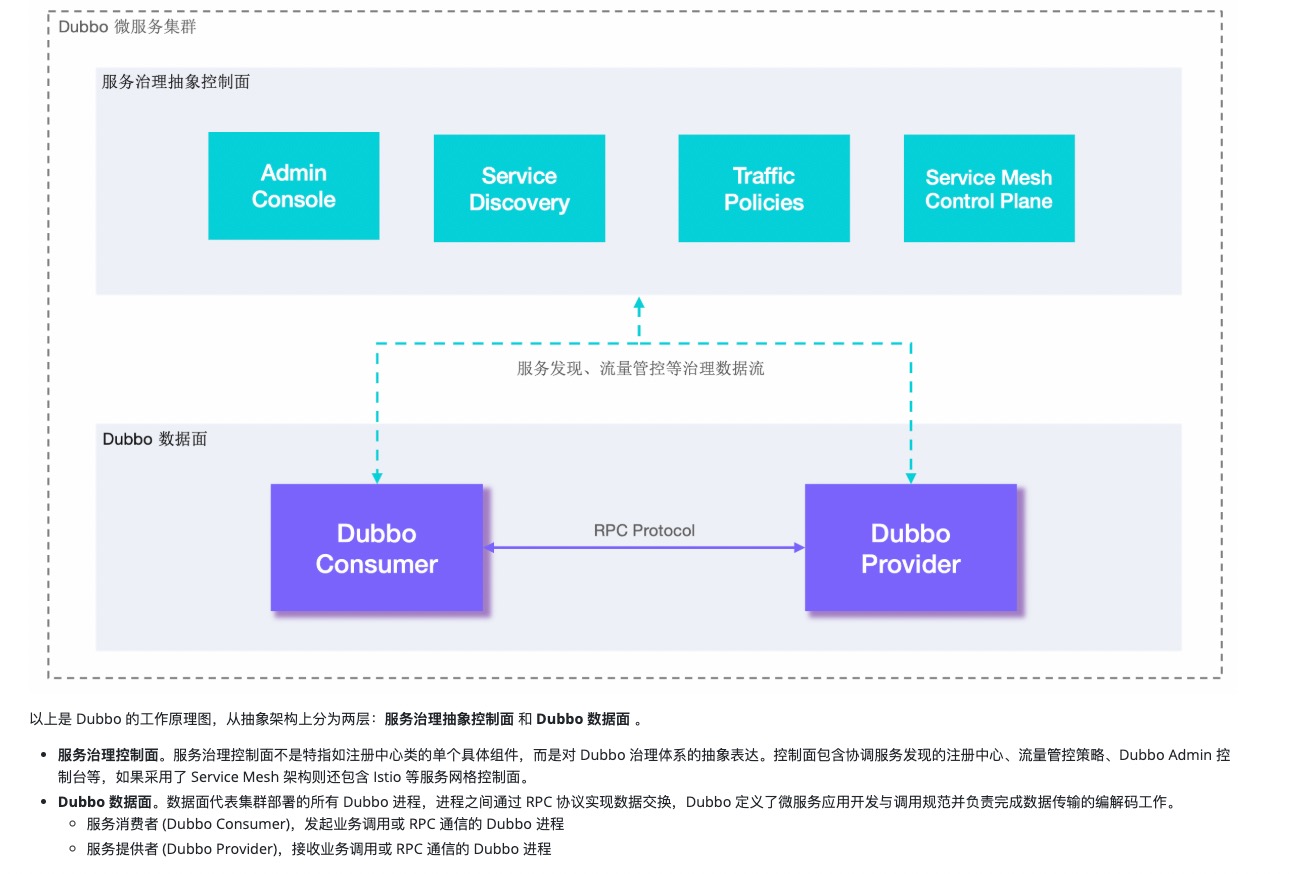 Dubbo 微服务集群
服务治理抽象控制面
Admin
Console
Service
Discovery
Traffic
Policies
Service Mesh
Control Plane
服务发现、流量管控等治理数据流
Dubbo 数据面
Dubbo
Consumer
RPC Protocol
Dubbo
Provider
以上是 Dubbo 的工作原理图，从抽象架构上分为两层：服务治理抽象控制面 和 Dubbo 数据面 。
• 服务治理控制面。服务治理控制面不是特指如注册中心类的单个具体组件，而是对 Dubbo 治理体系的抽象表达。控制面包含协调服务发现的注册中心、流量管控策略、Dubbo Admin 控
制台等，如果采用了 Service Mesh 架构则还包含 Istio 等服务网格控制面。
• Dubbo 数据面。数据面代表集群部署的所有 Dubbo 进程，进程之间通过 RPC 协议实现数据交换，Dubbo 定义了微服务应用开发与调用规范并负责完成数据传输的编解码工作。
○ 服务消费者 (Dubbo Consumer)，发起业务调用或 RPC 通信的 Dubbo 进程
○ 服务提供者 (Dubbo Provider)，接收业务调用或 RPC 通信的 Dubbo 进程